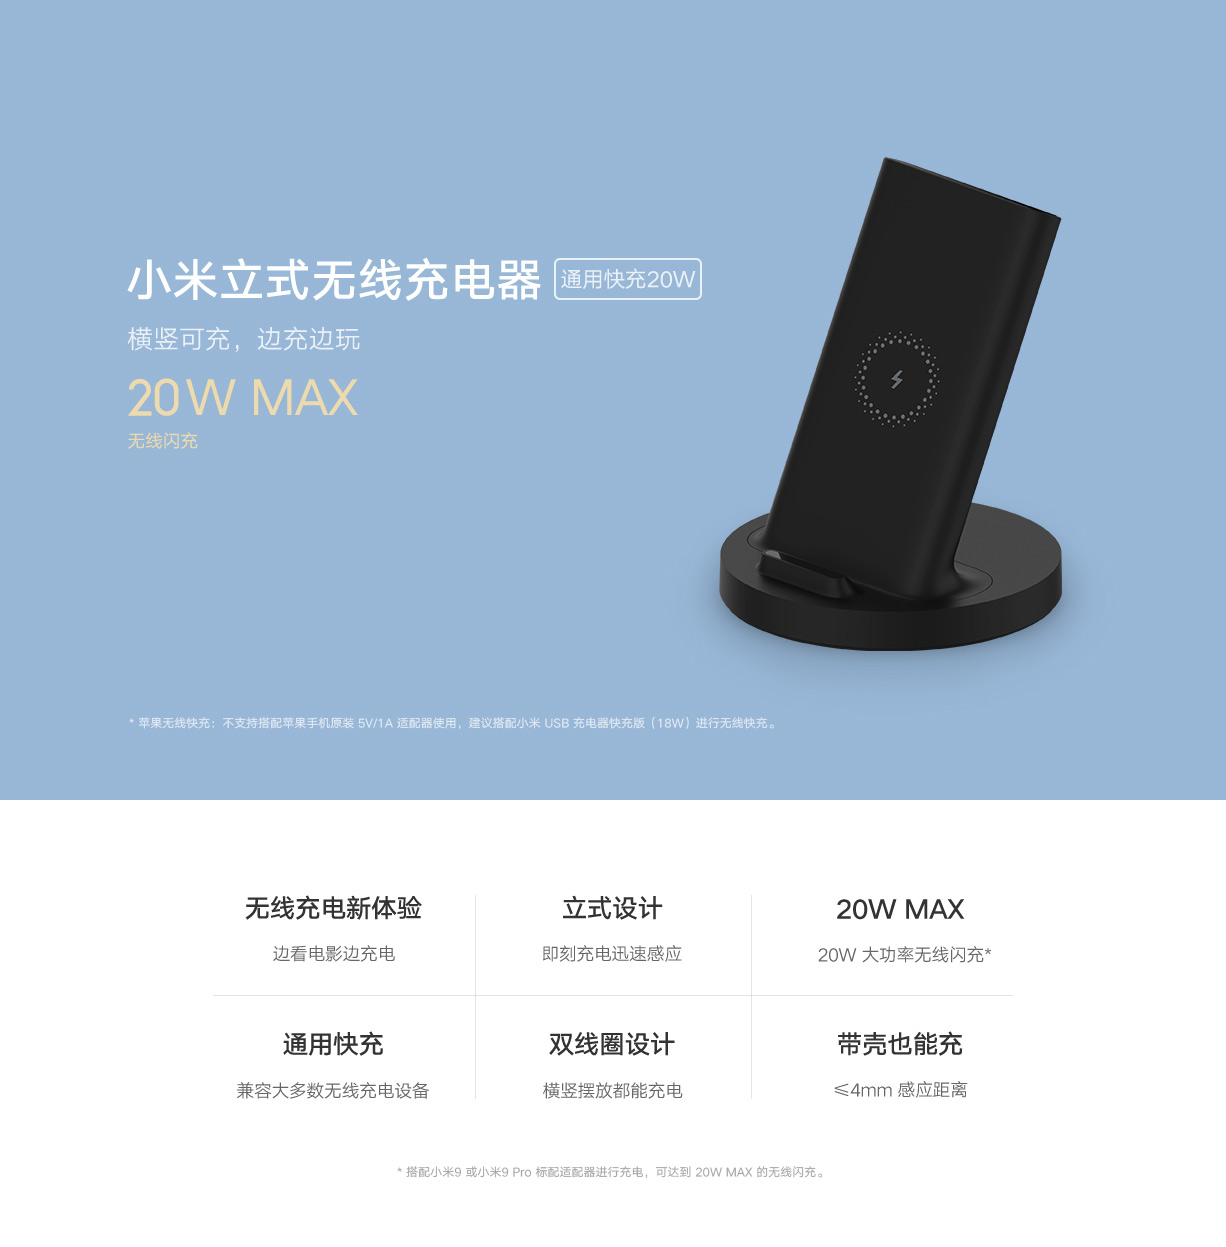 小米立式无线充电器 通用快充20W
横竖可充，边充边玩
20W MAX
无线闪充
* 苹果无线快充：不支持搭配苹果手机原装 5V/1A 适配器使用，建议搭配小米 USB 充电器快充版（18W）进行无线快充。
无线充电新体验
边看电影边充电
立式设计
即刻充电迅速感应
20W MAX
20W 大功率无线闪充*
通用快充
兼容大多数无线充电设备
双线圈设计
横竖摆放都能充电
带壳也能充
≤4mm 感应距离
* 搭配小米9 或小米9 Pro 标配适配器进行充电，可达到 20W MAX 的无线闪充。